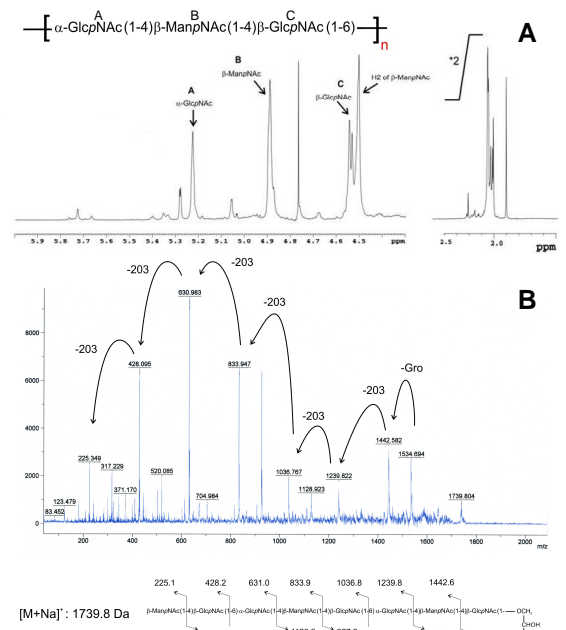 A B C
[ α-GlcpNAc (1-4)β-ManpNAc(1-4)β-GlcpNAc (1-6) ]n
A
B
β-ManpNAc
A
α-GlcpNAc
C
β-GlcpNAc
H2 of β-ManpNAc
*2
5.9 5.8 5.7 5.6 5.5 5.4 5.3 5.2 5.1 5.0 4.9 4.8 4.7 4.6 4.5 ppm
2.5 2.0 ppm
B
-203 -203 -203 -203 -203 -203 -Gro
8000
6000
4000
2000
0
83.452 123.479 225.349 317.229 371.170 428.095 520.085 630.983 704.984 833.947 1036.767 1128.923 1239.822 1442.582 1534.694 1739.804
200 400 600 800 1000 1200 1400 1600 1800 2000
m/z
225.1 428.2 631.0 833.9 1036.8 1239.8 1442.6
[M+Na]+: 1739.8 Da β-ManpNAc(1-4)β-GlcpNAc(1-6) α-GlcpNAc(1-4)β-ManpNAc(1-4)β-GlcpNAc(1-6) α-GlcpNAc(1-4)β-ManpNAc(1-4)β-GlcpNAc(1- OCH2
CHOH